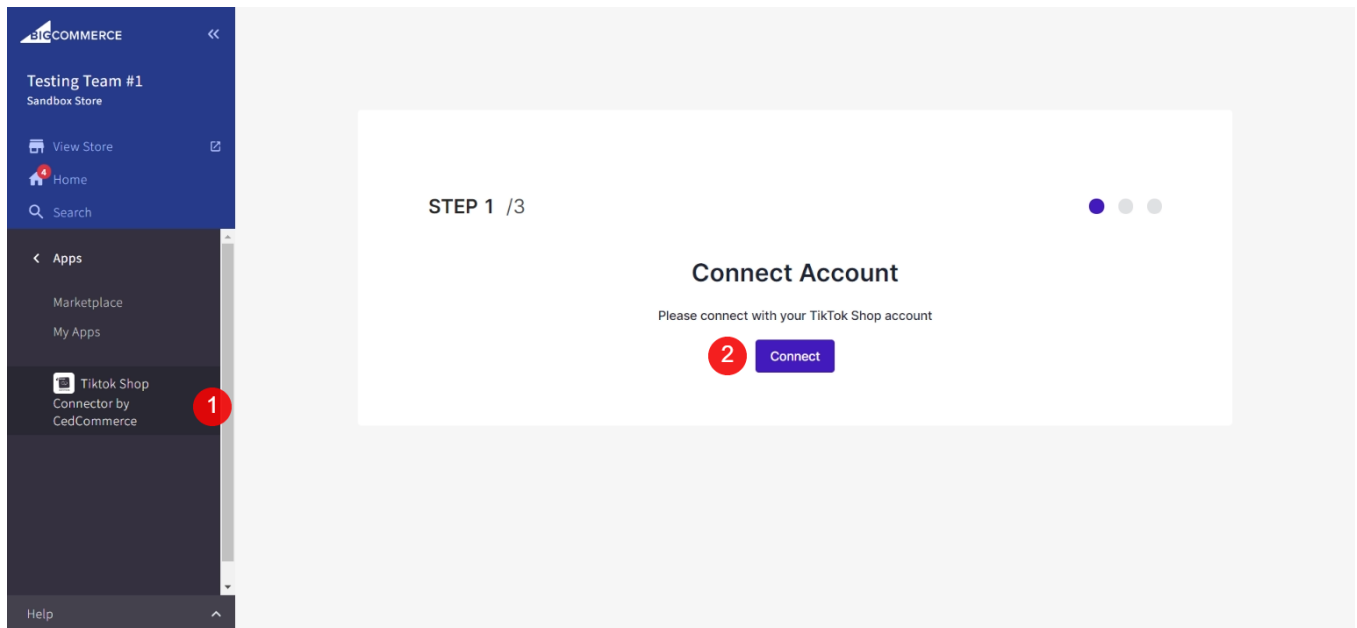 BIGCOMMERCE
Testing Team #1
Sandbox Store
View Store
4
Home
Search
Apps
Marketplace
My Apps
Tiktok Shop
Connector by
CedCommerce
1
Help
STEP 1 /3
Connect Account
Please connect with your TikTok Shop account
2
Connect